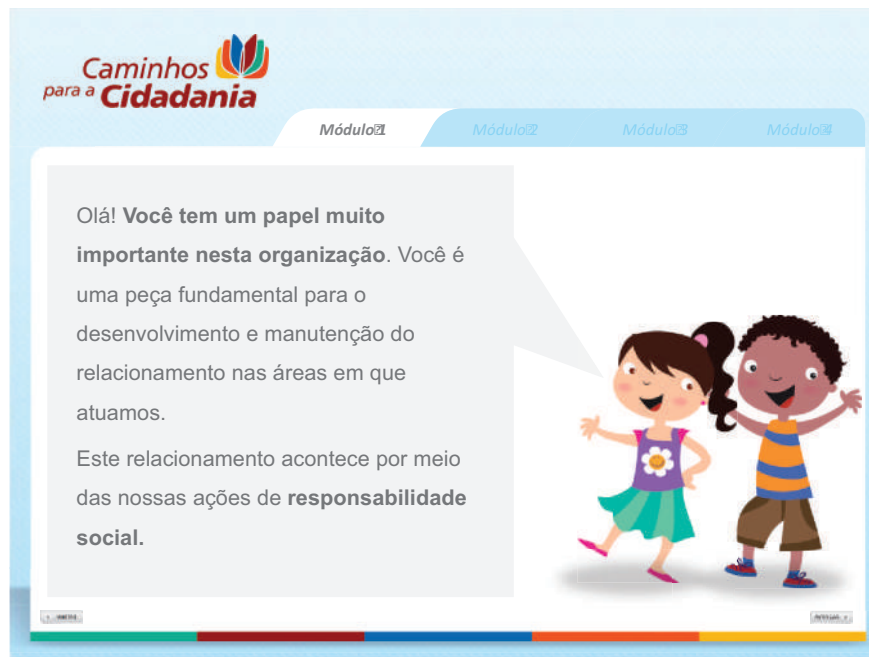 Caminhos
para a Cidadania
Módulo 1
Módulo 2
Módulo 3
Módulo 4
Olá! Você tem um papel muito
importante nesta organização. Você é
uma peça fundamental para o
desenvolvimento e manutenção do
relacionamento nas áreas em que
atuamos.
Este relacionamento acontece por meio
das nossas ações de responsabilidade
social.